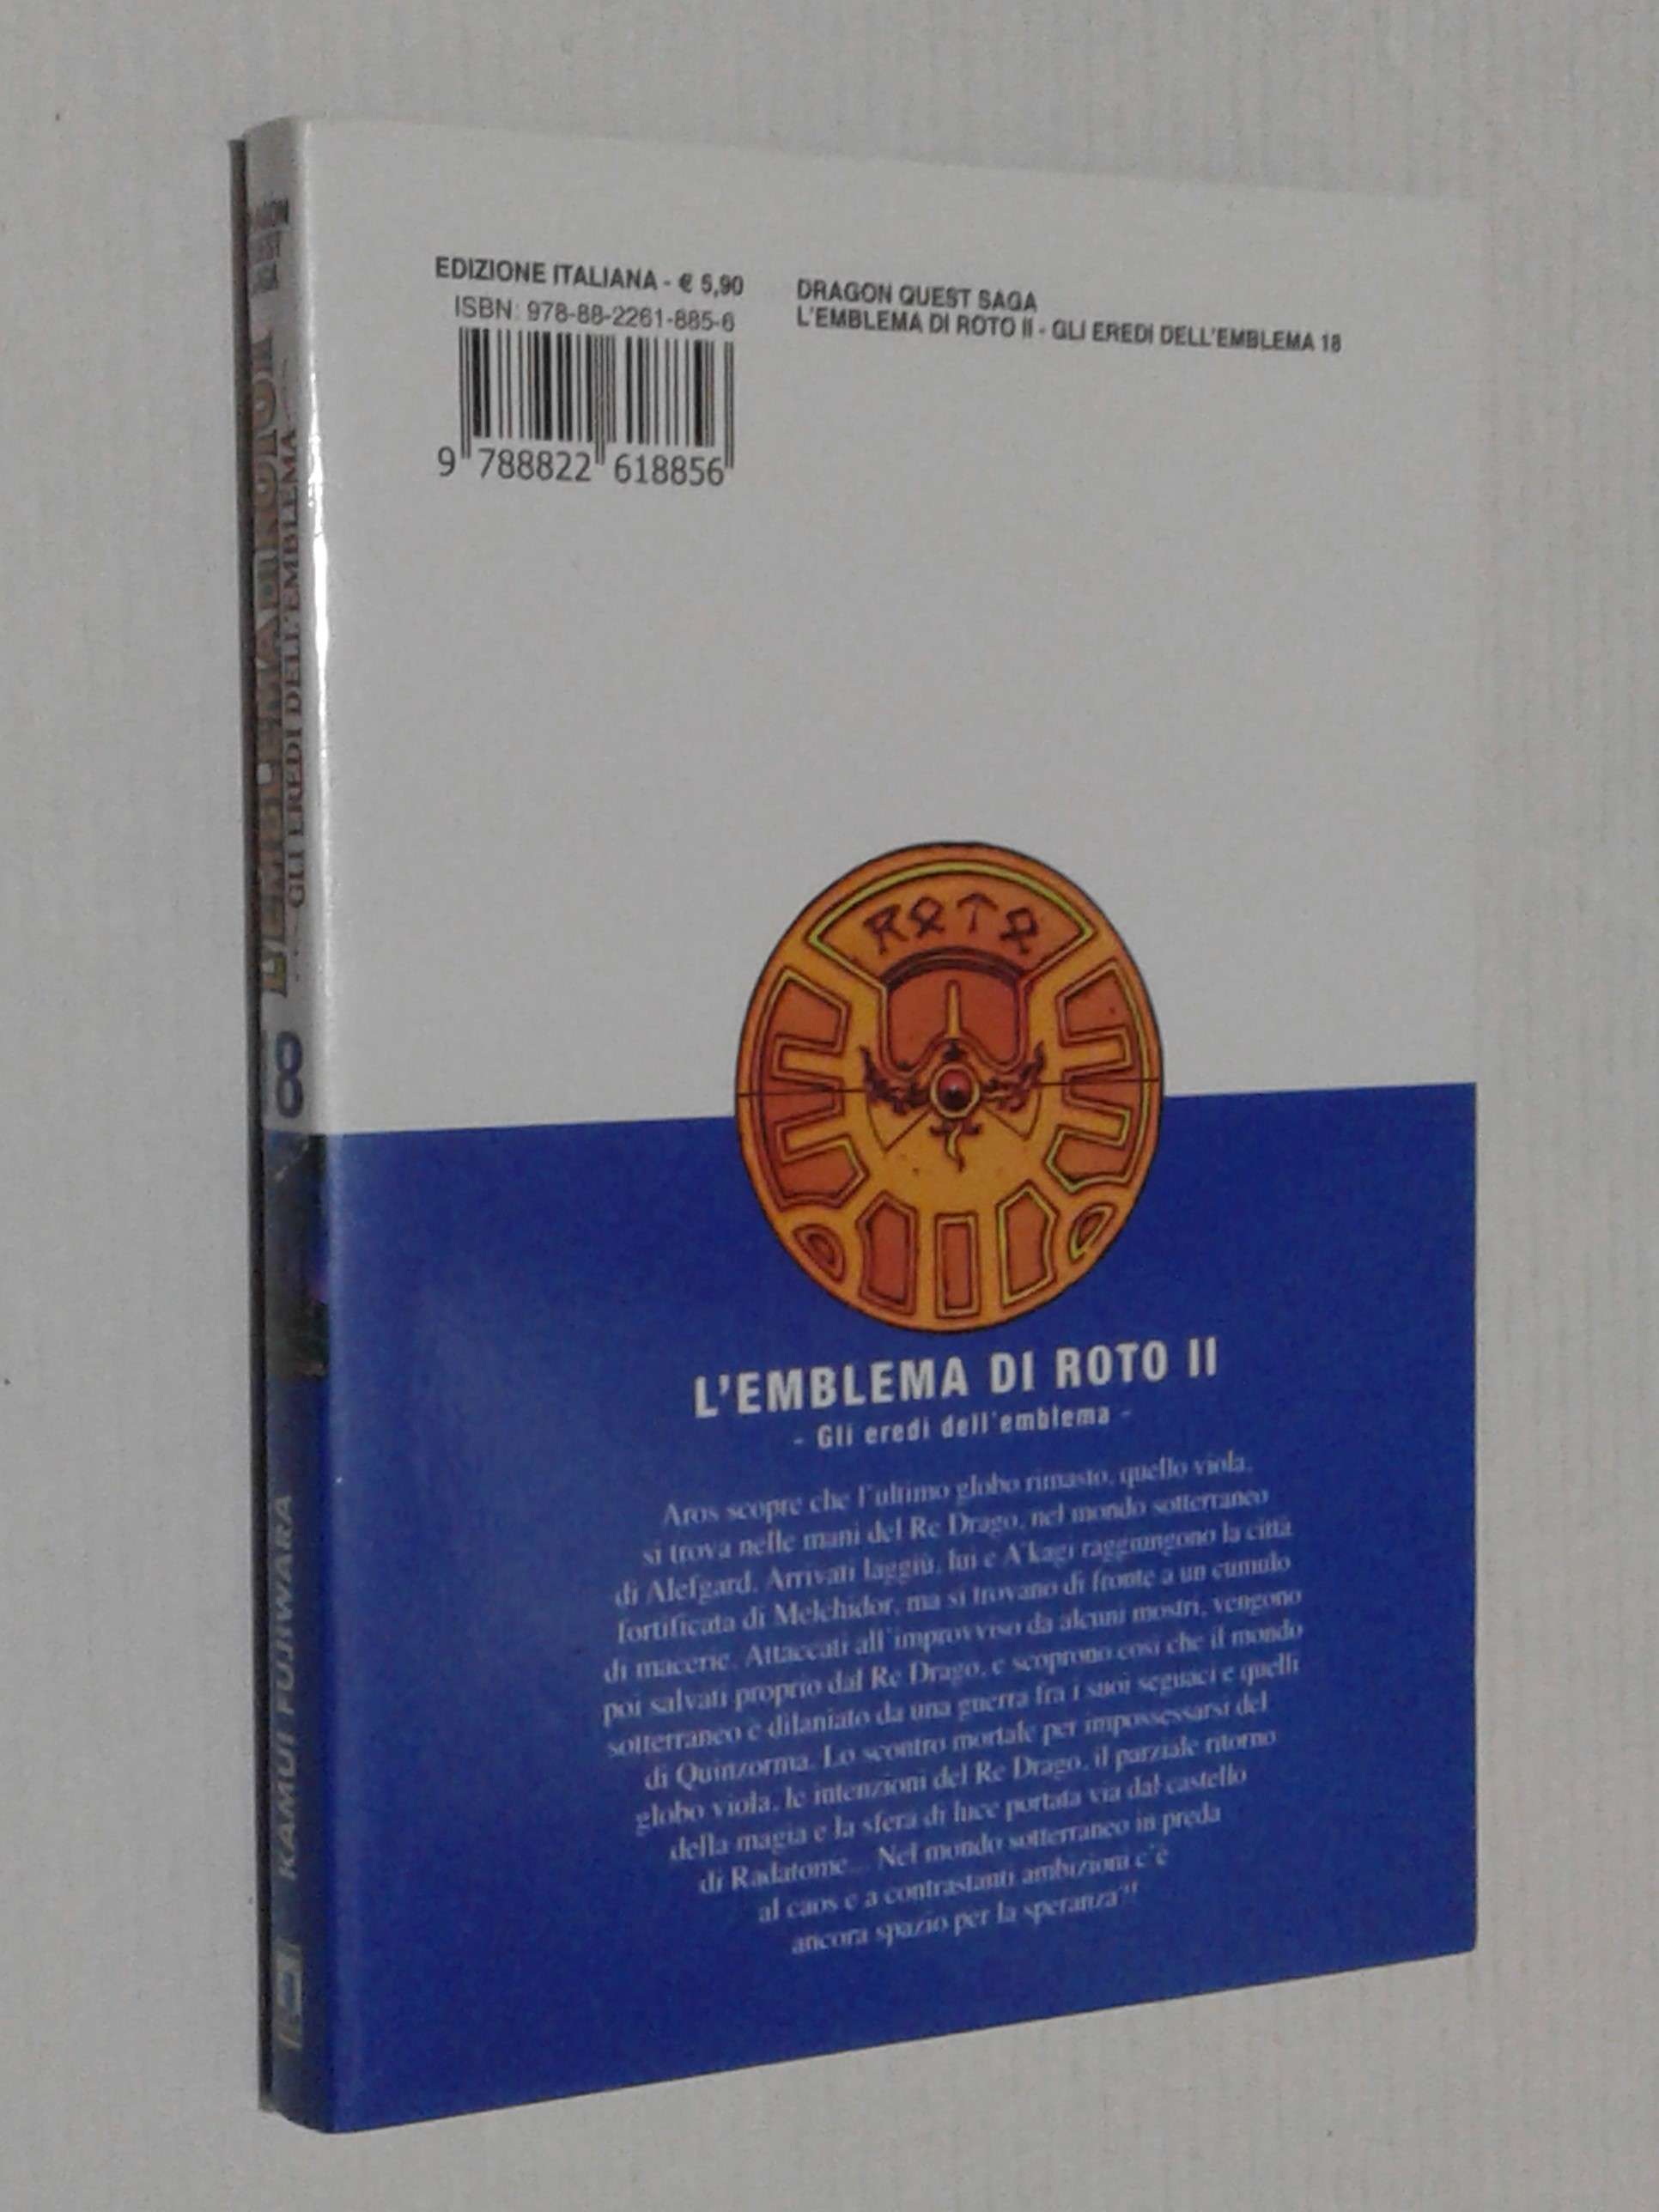 EDIZIONE ITALIANA - € 5,90
ISBN: 978-88-2261-885-6
9 788822 618856
DRAGON QUEST SAGA
L'EMBLEMA DI ROTO II - GLI EREDI DELL'EMBLEMA 18
ROTO
L'EMBLEMA DI ROTO II
- Gli eredi dell'emblema -
Aros scopre che l'ultimo globo rimasto, quello viola,
si trova nelle mani del Re Drago, nel mondo sotterraneo
di Alefgard. Arrivati laggiù, lui e A'kagi raggiungono la città
fortificata di Melchidor, ma si trovano di fronte a un cumulo
di macerie. Attaccati all'improvviso da alcuni mostri, vengono
poi salvati proprio dal Re Drago, e scoprono così che il mondo
sotterraneo è dilaniato da una guerra fra i suoi seguaci e quelli
di Quinzorma. Lo scontro mortale per impossessarsi del
globo viola, le intenzioni del Re Drago, il parziale ritorno
della magia e la sfera di luce portata via dal castello
di Radatome... Nel mondo sotterraneo in preda
al caos e a contrastanti ambizioni c'è
ancora spazio per la speranza?!
L'EMBLEMA DI ROTO II
GLI EREDI DELL'EMBLEMA
8
KAMUI FUJIWARA